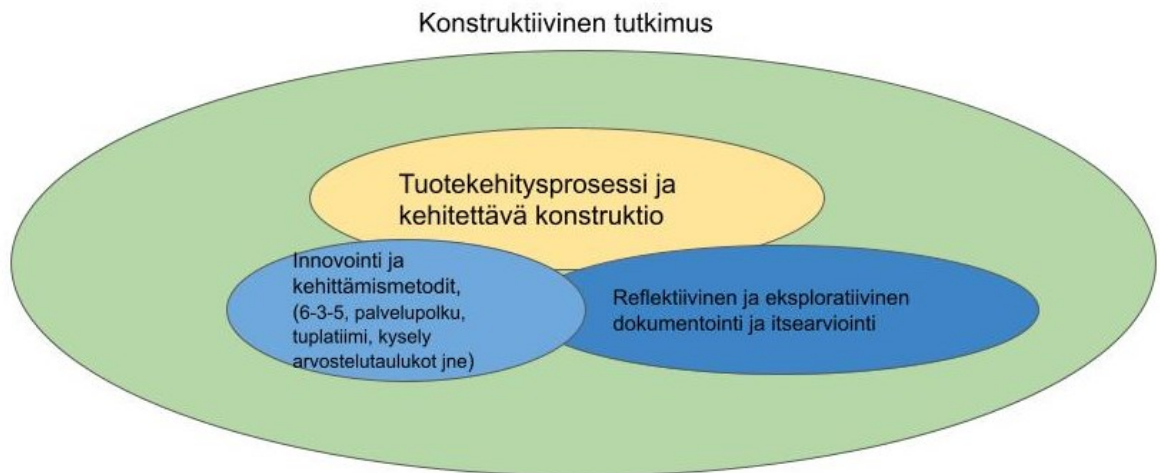 Konstruktiivinen tutkimus
Tuotekehitysprosessi ja
kehitettävä konstruktio
Innovointi ja
kehittämismetodit,
(6-3-5, palvelupolku,
tuplatiimi, kysely
arvostelutaulukot jne)
Reflektiivinen ja eksploratiivinen
dokumentointi ja itsearviointi